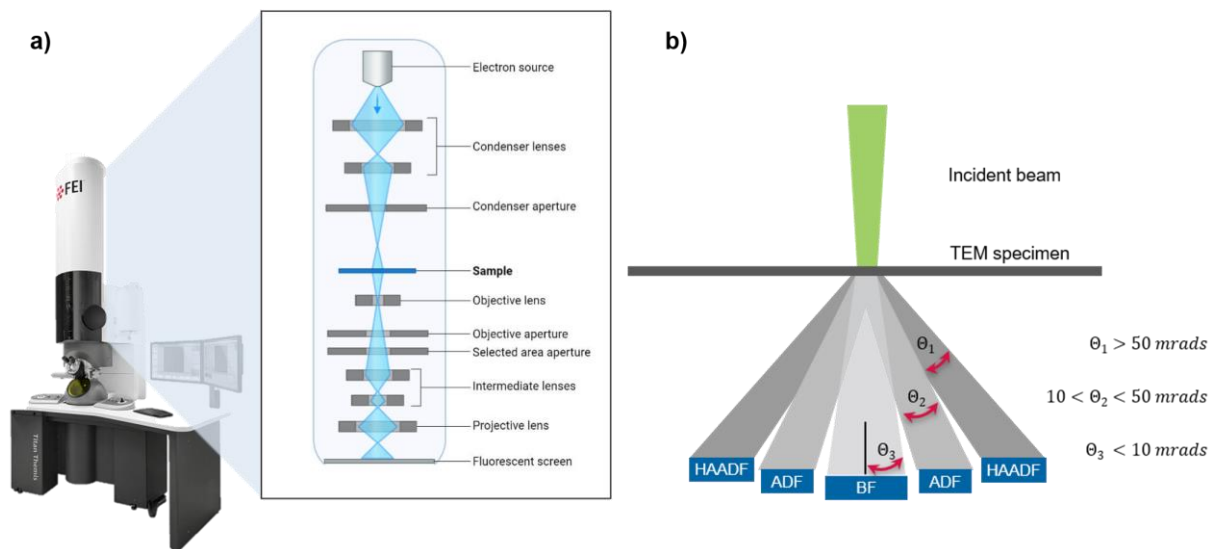 a)
FEI
Titan Themis
Electron source
Condenser lenses
Condenser aperture
Sample
Objective lens
Objective aperture
Selected area aperture
Intermediate lenses
Projective lens
Fluorescent screen
b)
Incident beam
TEM specimen
Θ₁
Θ₁ > 50 mrads
Θ₂
10 < Θ₂ < 50 mrads
Θ₃
Θ₃ < 10 mrads
HAADF
ADF
BF
ADF
HAADF